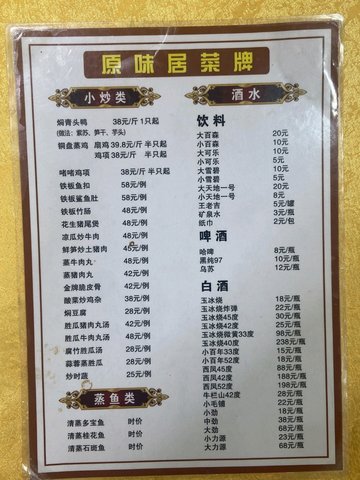 原味居菜牌
小炒类
焖青头鸭 38元/斤 1只起
(做法：紫苏、笋干、芋头)
铜盘蒸鸡 扇鸡 39.8元/斤 半只起
鸡项 38元/斤 半只起
啫啫鸡项 38元/斤 半只起
铁板鱼扣 58元/例
铁板鲨鱼肚 58元/例
铁板竹肠 48元/例
花生猪尾煲 48元/例
凉瓜炒牛肉 48元/例
鲜笋炒土猪肉 45元/例
蒸牛肉丸 48元/例
蒸猪肉丸 42元/例
金牌脆皮骨 42元/例
酸菜炒鸡杂 38元/例
焖豆腐 28元/例
胜瓜猪肉丸汤 42元/例
胜瓜牛肉丸汤 48元/例
腐竹胜瓜汤 28元/例
蒜蓉蒸胜瓜 28元/例
炒时蔬 25元/例
蒸鱼类
清蒸多宝鱼 时价
清蒸桂花鱼 时价
清蒸石斑鱼 时价
酒水
饮料
大百森 20元
小百森 10元
大可乐 10元
小可乐 5元
大雪碧 10元
小雪碧 5元
大天地一号 20元
小天地一号 8元
王老吉 5元/罐
矿泉水 3元/瓶
纸巾 2元/包
啤酒
哈啤 8元/瓶
黑纯97 10元/瓶
乌苏 12元/瓶
白酒
玉冰烧 18元/瓶
玉冰烧炸弹 22元/瓶
玉冰烧45度 30元/瓶
玉冰烧微黄33度 98元/瓶
玉冰烧40度 238元/瓶
小百年33度 15元/瓶
小百年52度 18元/瓶
西凤42度 188元/瓶
西凤45度 228元/瓶
西凤52度 198元/瓶
牛栏山42度 28元/瓶
小毛铺 22元/瓶
小劲 18元/瓶
中劲 38元/瓶
大劲 68元/瓶
小力源 23元/瓶
大力源 68元/瓶